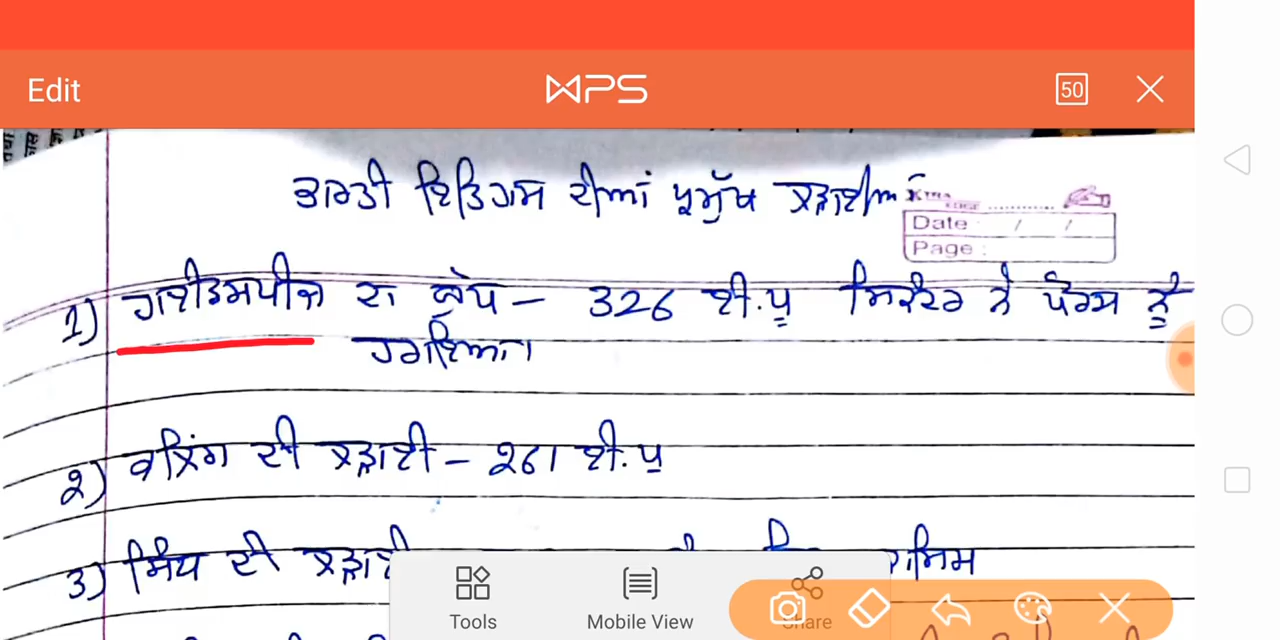 Edit
WPS
50
ਭਾਰਤੀ ਇਤਿਹਾਸ ਦੀਆਂ ਪ੍ਰਮੁੱਖ ਲੜਾਈਆਂ
Date : / /
Page :
1) ਹਾਈਡਸਪੀਜ ਦਾ ਯੁੱਧ - 326 ਈ.ਪੂ ਸਿਕੰਦਰ ਨੇ ਪੋਰਸ ਨੂੰ
ਹਰਾਇਆ।
2) ਕਲਿੰਗ ਦੀ ਲੜਾਈ - 261 ਈ.ਪੂ
3) ਸਿੰਧ ਦੀ ਲੜਾਈ
Tools
Mobile View
Share